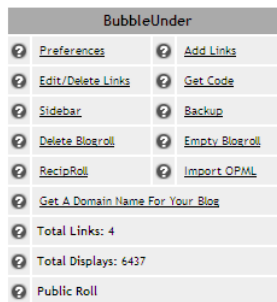 BubbleUnder
Preferences Add Links
Edit/Delete Links Get Code
Sidebar Backup
Delete Blogroll Empty Blogroll
RecipRoll Import OPML
Get A Domain Name For Your Blog
Total Links: 4
Total Displays: 6437
Public Roll